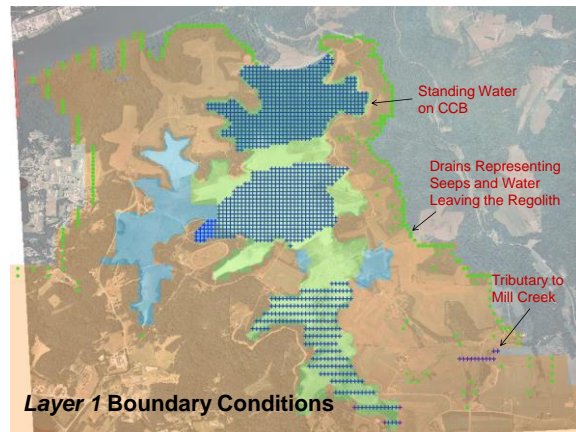 Standing Water
on CCB
Drains Representing
Seeps and Water
Leaving the Regolith
Tributary to
Mill Creek
Layer 1 Boundary Conditions